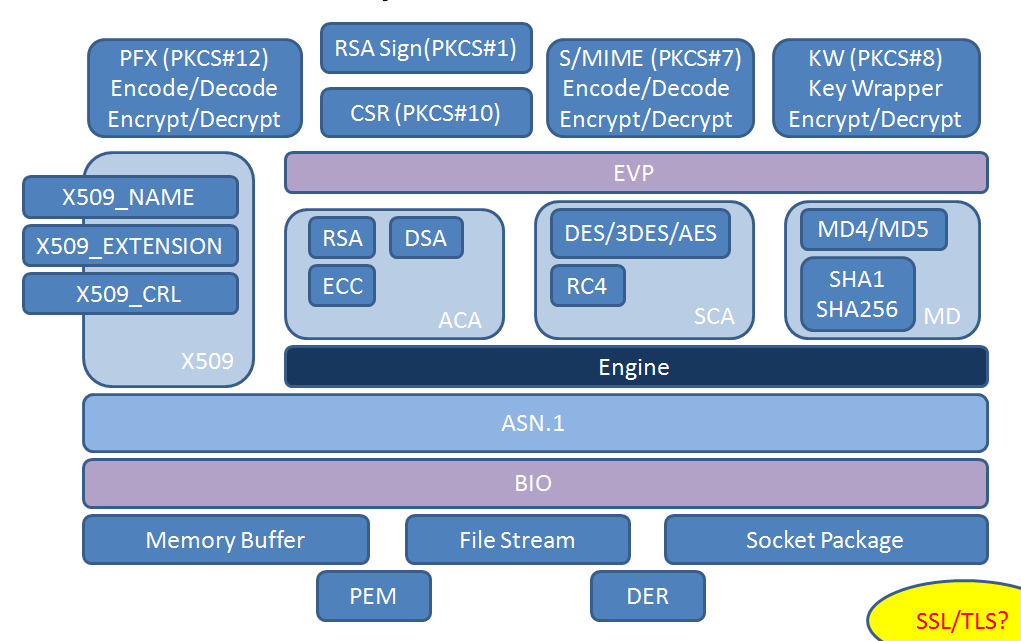 PFX (PKCS#12)
Encode/Decode
Encrypt/Decrypt
RSA Sign(PKCS#1)
CSR (PKCS#10)
S/MIME (PKCS#7)
Encode/Decode
Encrypt/Decrypt
KW (PKCS#8)
Key Wrapper
Encrypt/Decrypt
X509_NAME
X509_EXTENSION
X509_CRL
X509
EVP
RSA
DSA
ECC
ACA
DES/3DES/AES
RC4
SCA
MD4/MD5
SHA1
SHA256
MD
Engine
ASN.1
BIO
Memory Buffer
File Stream
Socket Package
PEM
DER
SSL/TLS?